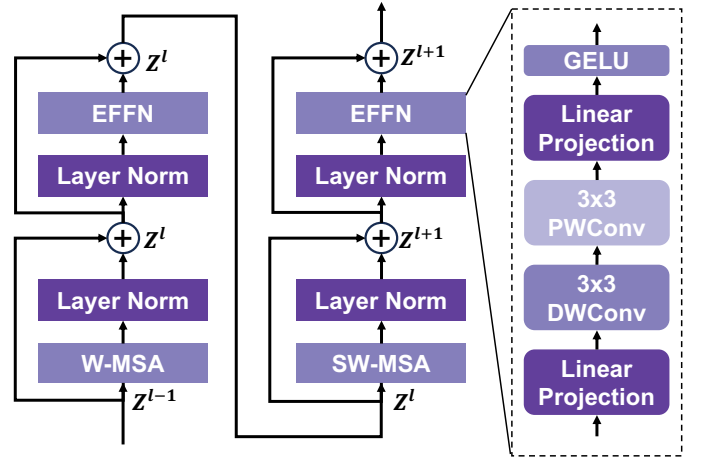 Z^l
EFFN
Layer Norm
Z^l
Layer Norm
W-MSA
Z^{l-1}
Z^{l+1}
EFFN
Layer Norm
Z^{l+1}
Layer Norm
SW-MSA
Z^l
GELU
Linear
Projection
3x3
PWConv
3x3
DWConv
Linear
Projection